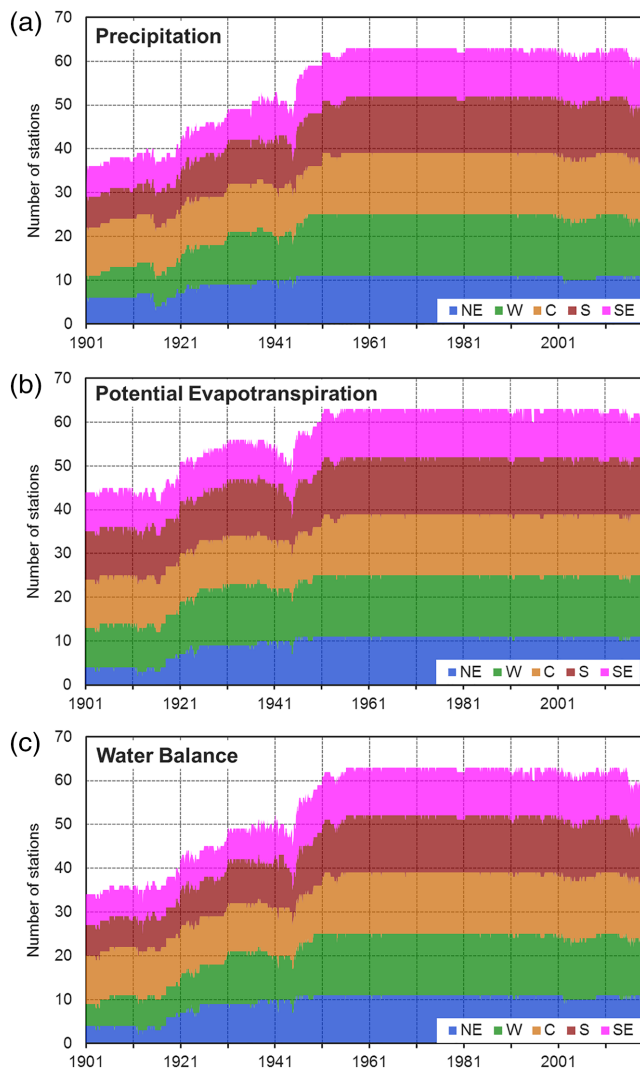 (a)
Precipitation
Number of stations
70
60
50
40
30
20
10
0
NE W C S SE
1901 1921 1941 1961 1981 2001
(b)
Potential Evapotranspiration
Number of stations
70
60
50
40
30
20
10
0
NE W C S SE
1901 1921 1941 1961 1981 2001
(c)
Water Balance
Number of stations
70
60
50
40
30
20
10
0
NE W C S SE
1901 1921 1941 1961 1981 2001